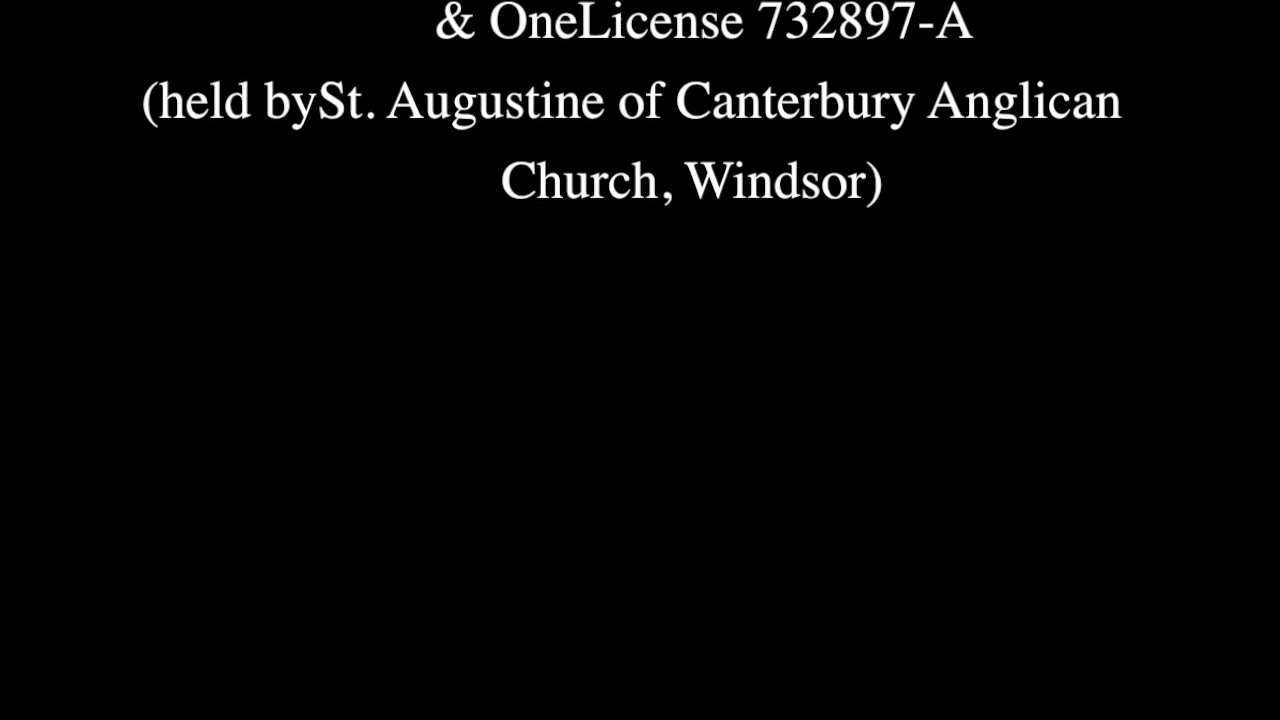 & OneLicense 732897-A
(held bySt. Augustine of Canterbury Anglican
Church, Windsor)